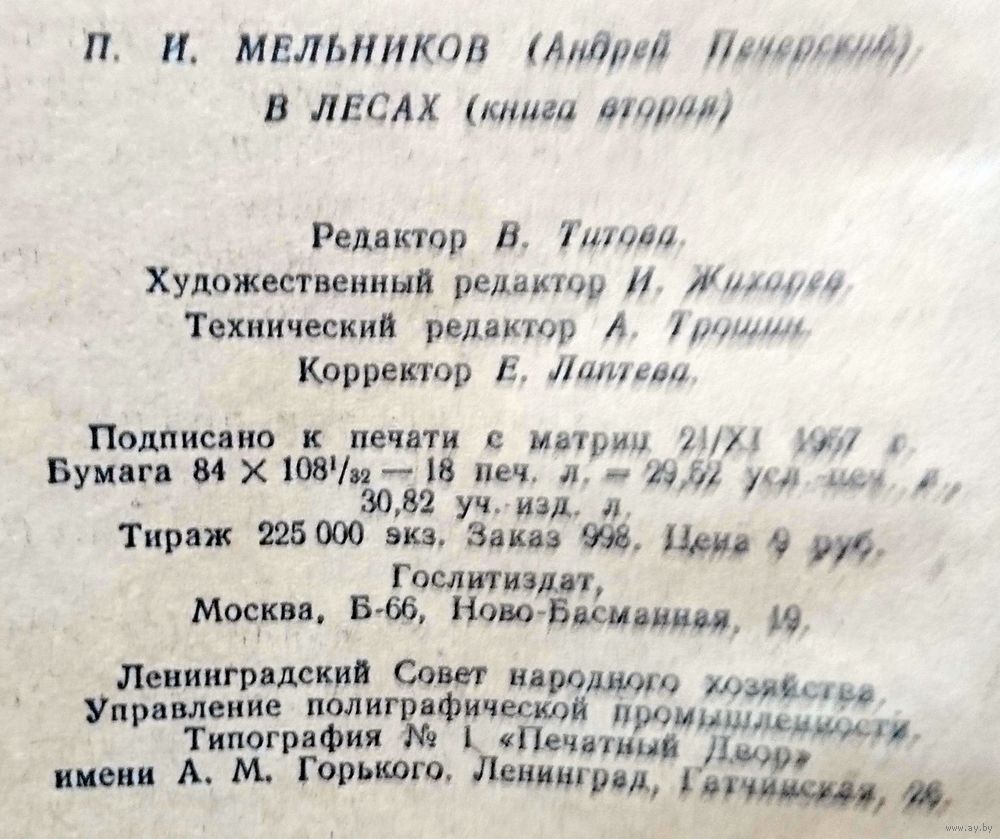 П. И. МЕЛЬНИКОВ (Андрей Печерский),
В ЛЕСАХ (книга вторая)
Редактор В. Титова.
Художественный редактор И. Жихарев.
Технический редактор А. Трошин.
Корректор Е. Лаптева.
Подписано к печати с матриц 21/XI 1957 г.
Бумага 84 × 108¹/₃₂ — 18 печ. л. = 29,52 усл. печ. л.,
30,82 уч.-изд. л.
Тираж 225 000 экз. Заказ 998. Цена 9 руб.
Гослитиздат,
Москва, Б-66, Ново-Басманная, 19.
Ленинградский Совет народного хозяйства,
Управление полиграфической промышленности,
Типография № 1 «Печатный Двор»
имени А. М. Горького. Ленинград, Гатчинская, 26.
www.ay.by